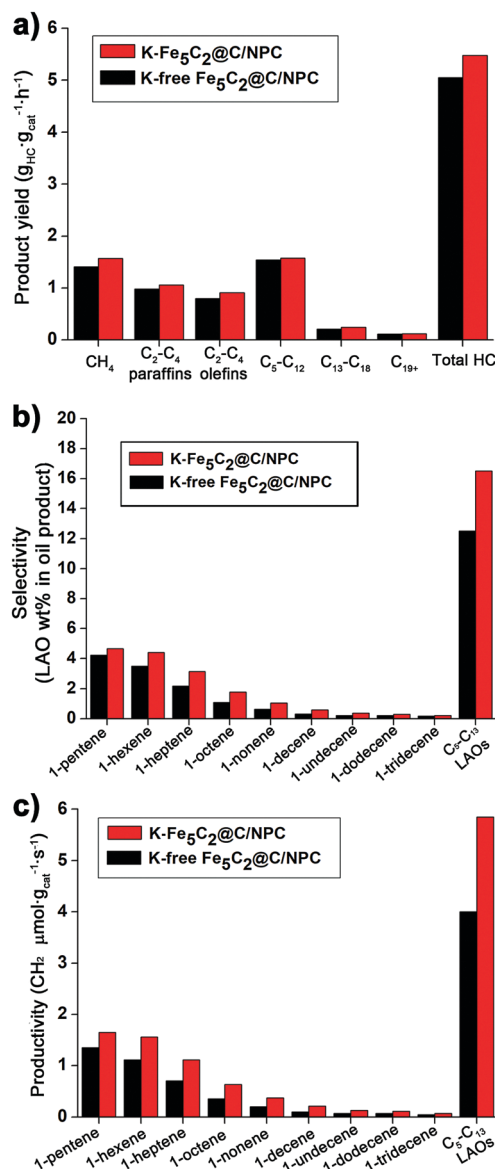 a)
K-Fe₅C₂@C/NPC
K-free Fe₅C₂@C/NPC
Product yield (g_HC·g_cat⁻¹·h⁻¹)
6
5
4
3
2
1
0
CH₄
C₂-C₄ paraffins
C₂-C₄ olefins
C₅-C₁₂
C₁₃-C₁₈
C₁₉₊
Total HC
b)
K-Fe₅C₂@C/NPC
K-free Fe₅C₂@C/NPC
Selectivity
(LAO wt% in oil product)
20
18
16
14
12
10
8
6
4
2
0
1-pentene
1-hexene
1-heptene
1-octene
1-nonene
1-decene
1-undecene
1-dodecene
1-tridecene
C₅-C₁₃
LAOs
c)
K-Fe₅C₂@C/NPC
K-free Fe₅C₂@C/NPC
Productivity (CH₂ μmol·g_cat⁻¹·s⁻¹)
6
5
4
3
2
1
0
1-pentene
1-hexene
1-heptene
1-octene
1-nonene
1-decene
1-undecene
1-dodecene
1-tridecene
C₅-C₁₃
LAOs